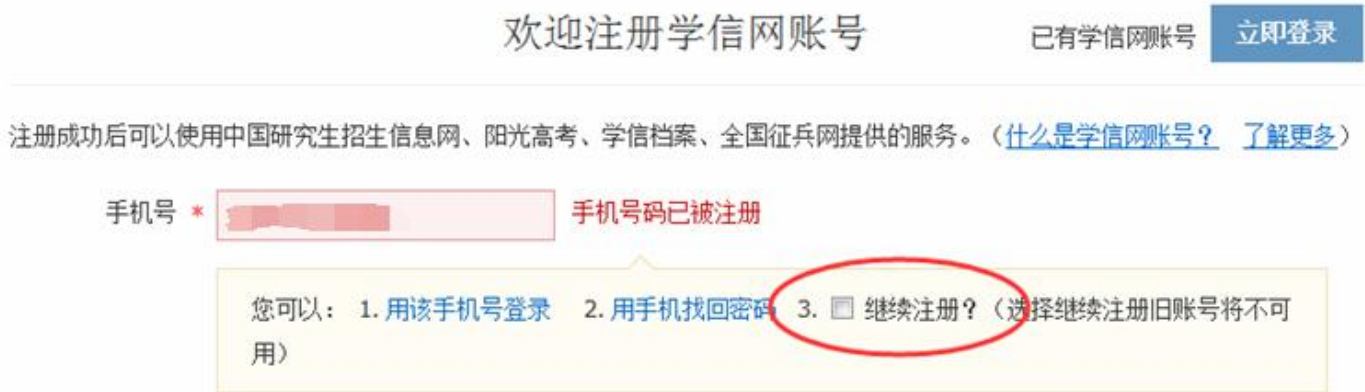 欢迎注册学信网账号 已有学信网账号 立即登录
注册成功后可以使用中国研究生招生信息网、阳光高考、学信档案、全国征兵网提供的服务。（什么是学信网账号？ 了解更多）
手机号 * 手机号码已被注册
您可以： 1. 用该手机号登录 2. 用手机找回密码 3. 继续注册？（选择继续注册旧账号将不可
用）